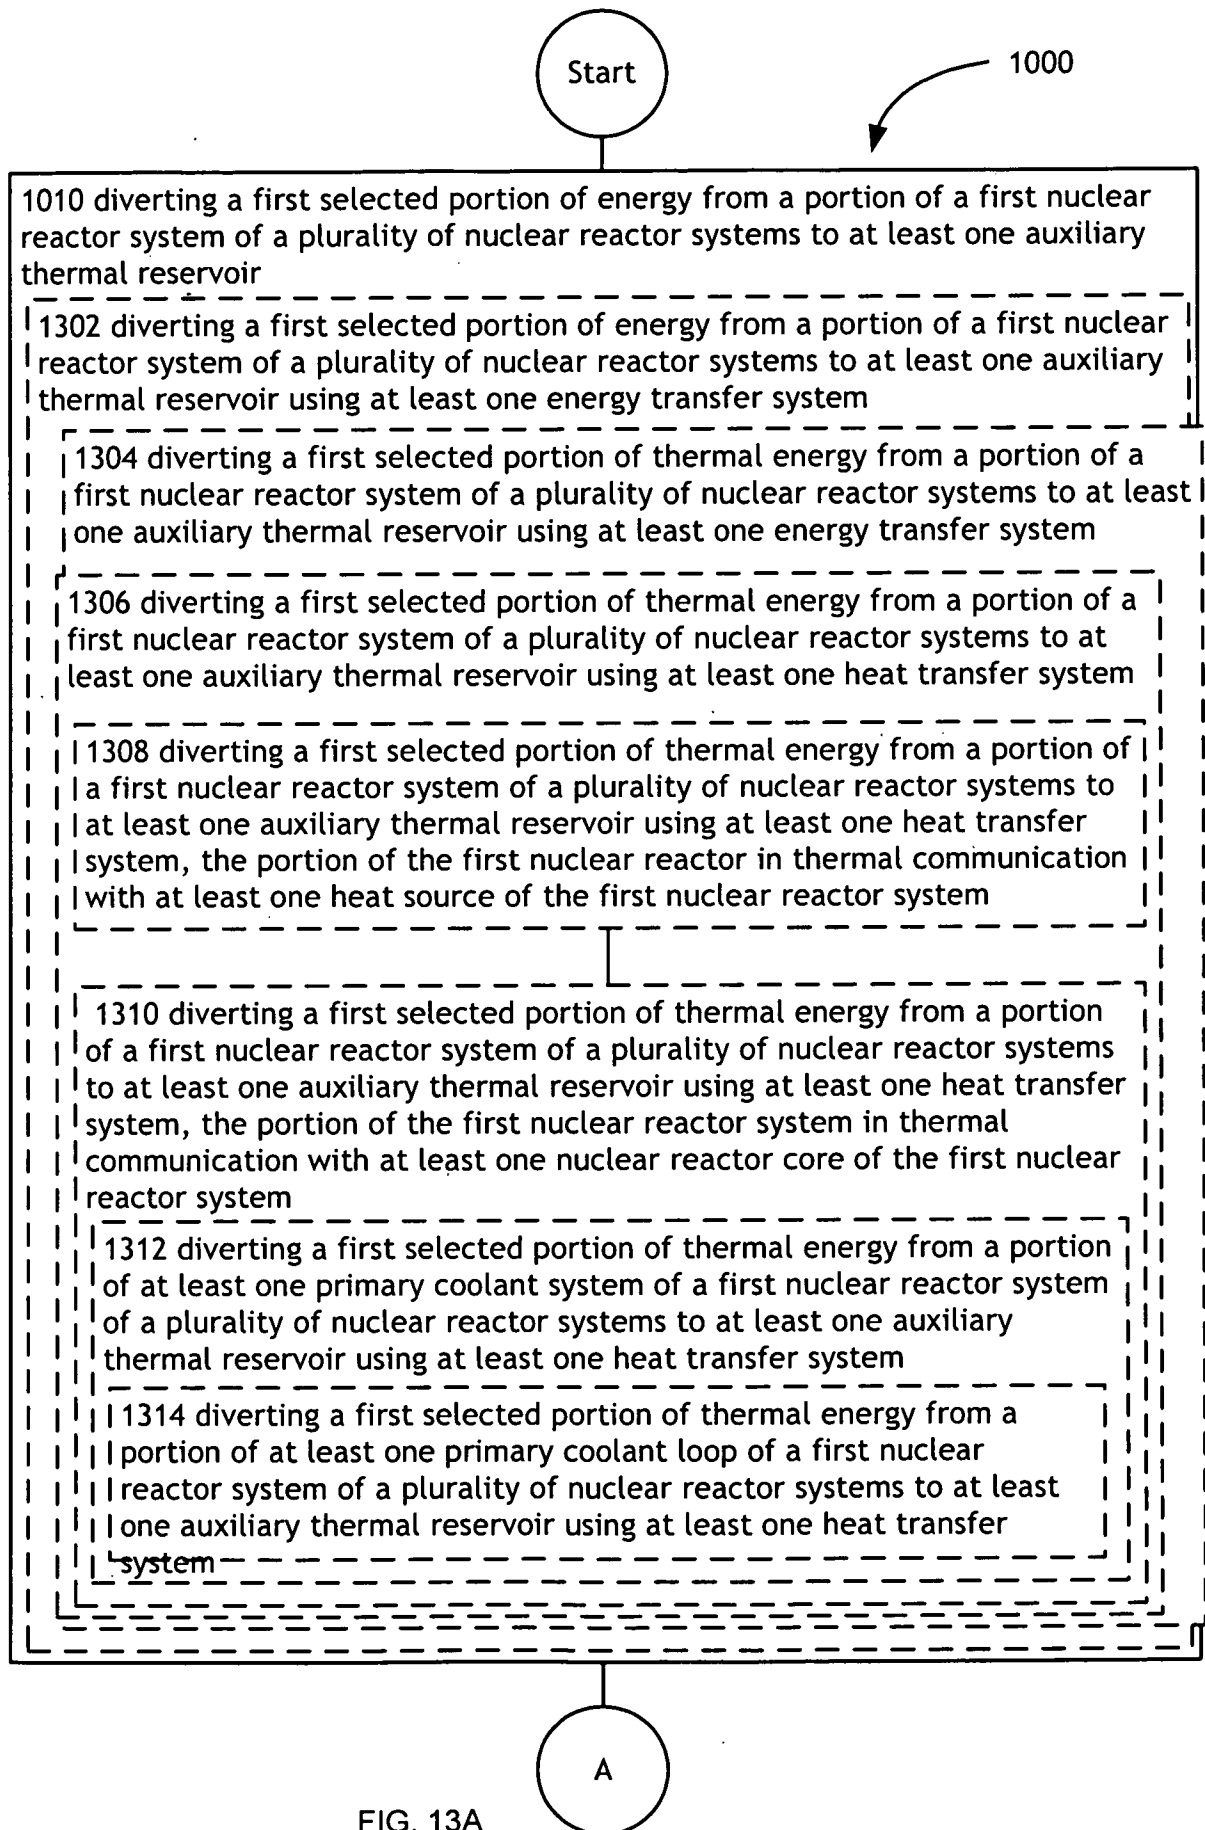 Start
1000
1010 diverting a first selected portion of energy from a portion of a first nuclear
reactor system of a plurality of nuclear reactor systems to at least one auxiliary
thermal reservoir
1302 diverting a first selected portion of energy from a portion of a first nuclear
reactor system of a plurality of nuclear reactor systems to at least one auxiliary
thermal reservoir using at least one energy transfer system
1304 diverting a first selected portion of thermal energy from a portion of a
first nuclear reactor system of a plurality of nuclear reactor systems to at least
one auxiliary thermal reservoir using at least one energy transfer system
1306 diverting a first selected portion of thermal energy from a portion of a
first nuclear reactor system of a plurality of nuclear reactor systems to at
least one auxiliary thermal reservoir using at least one heat transfer system
1308 diverting a first selected portion of thermal energy from a portion of
a first nuclear reactor system of a plurality of nuclear reactor systems to
at least one auxiliary thermal reservoir using at least one heat transfer
system, the portion of the first nuclear reactor in thermal communication
with at least one heat source of the first nuclear reactor system
1310 diverting a first selected portion of thermal energy from a portion
of a first nuclear reactor system of a plurality of nuclear reactor systems
to at least one auxiliary thermal reservoir using at least one heat transfer
system, the portion of the first nuclear reactor system in thermal
communication with at least one nuclear reactor core of the first nuclear
reactor system
1312 diverting a first selected portion of thermal energy from a portion
of at least one primary coolant system of a first nuclear reactor system
of a plurality of nuclear reactor systems to at least one auxiliary
thermal reservoir using at least one heat transfer system
1314 diverting a first selected portion of thermal energy from a
portion of at least one primary coolant loop of a first nuclear
reactor system of a plurality of nuclear reactor systems to at least
one auxiliary thermal reservoir using at least one heat transfer
system
A
FIG. 13A